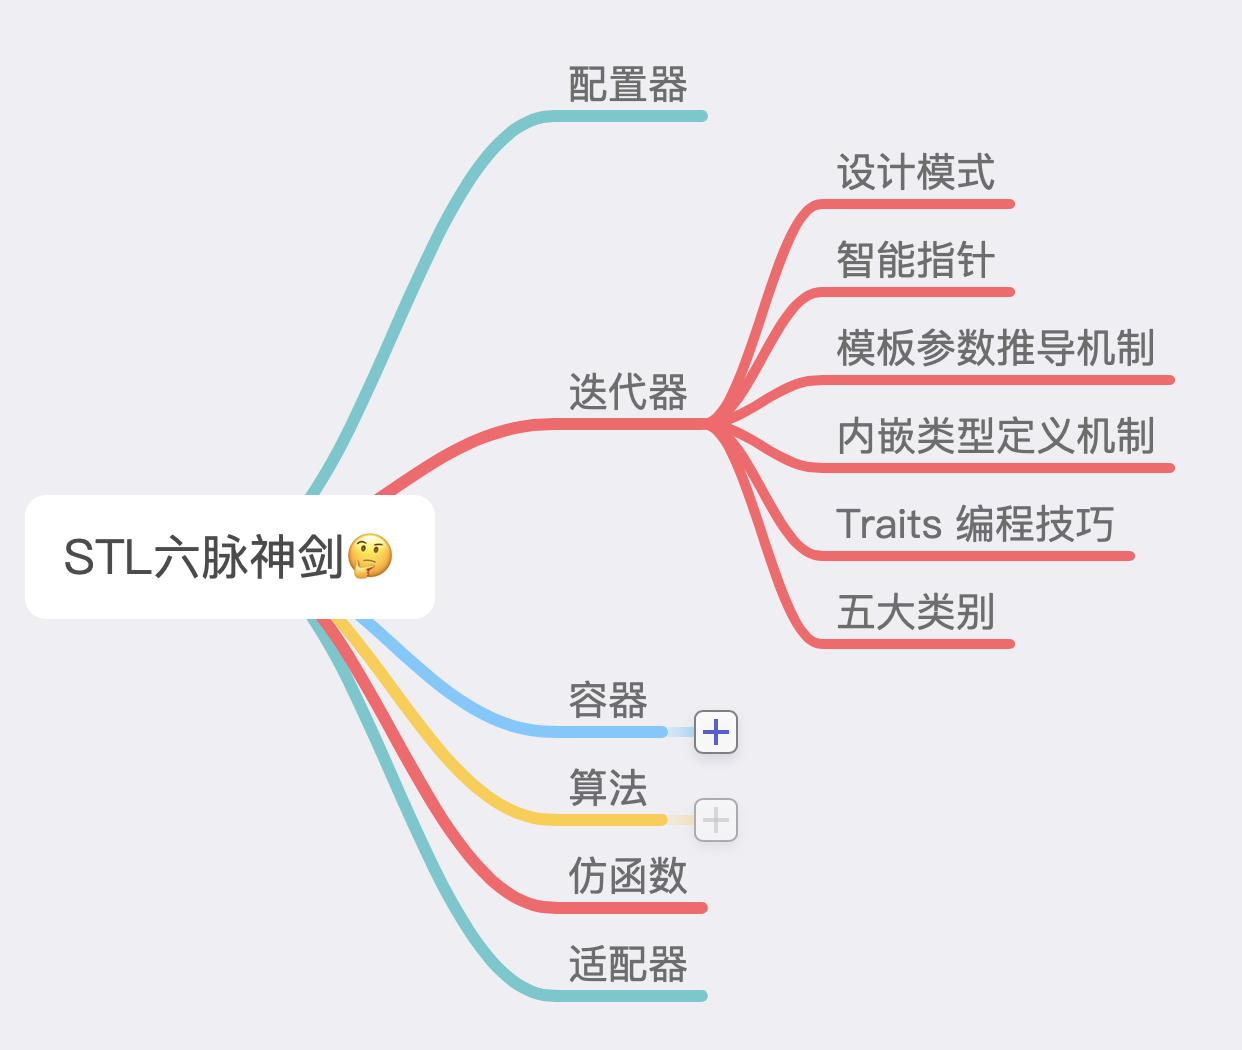 STL六脉神剑🤔
配置器
迭代器
设计模式
智能指针
模板参数推导机制
内嵌类型定义机制
Traits 编程技巧
五大类别
容器
算法
仿函数
适配器